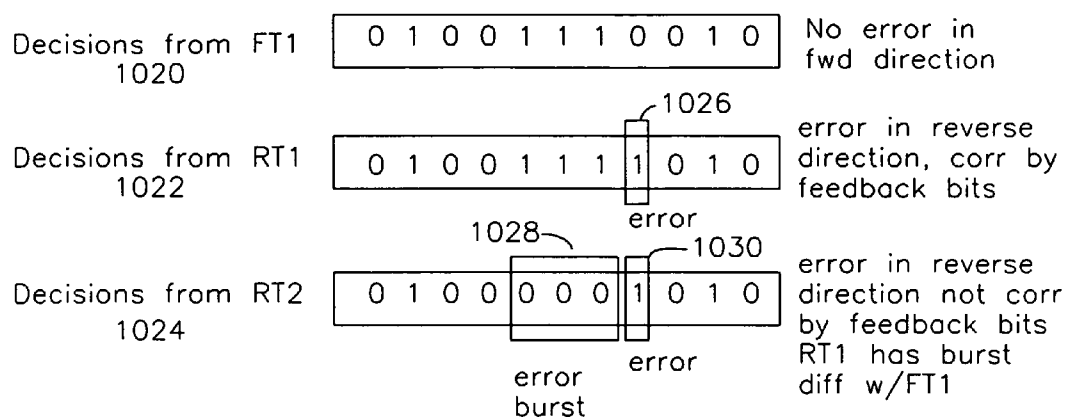 Decisions from FT1
1020
0 1 0 0 1 1 1 0 0 1 0
No error in
fwd direction
1026
Decisions from RT1
1022
0 1 0 0 1 1 1 1 0 1 0
error in reverse
direction, corr by
feedback bits
error
1028
1030
Decisions from RT2
1024
0 1 0 0 0 0 0 1 0 1 0
error in reverse
direction not corr
by feedback bits
RT1 has burst
diff w/FT1
error
burst
error